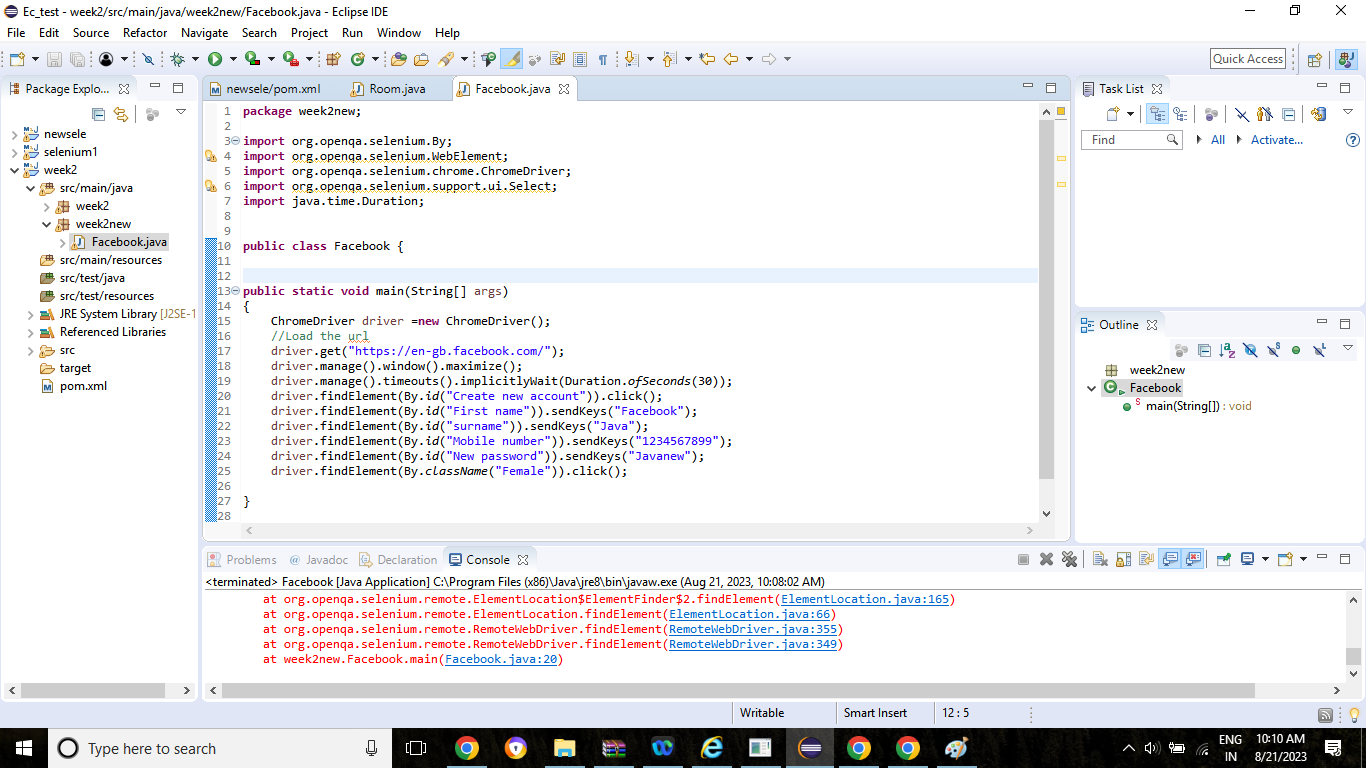 Ec_test - week2/src/main/java/week2new/Facebook.java - Eclipse IDE
File Edit Source Refactor Navigate Search Project Run Window Help
Quick Access
Package Explo...
newsele
selenium1
week2
src/main/java
week2
week2new
Facebook.java
src/main/resources
src/test/java
src/test/resources
JRE System Library [J2SE-1
Referenced Libraries
src
target
pom.xml
newsele/pom.xml Room.java Facebook.java
1 package week2new;
2
3 import org.openqa.selenium.By;
4 import org.openqa.selenium.WebElement;
5 import org.openqa.selenium.chrome.ChromeDriver;
6 import org.openqa.selenium.support.ui.Select;
7 import java.time.Duration;
8
9
10 public class Facebook {
11
12
13 public static void main(String[] args)
14 {
15 ChromeDriver driver =new ChromeDriver();
16 //Load the url
17 driver.get("https://en-gb.facebook.com/");
18 driver.manage().window().maximize();
19 driver.manage().timeouts().implicitlyWait(Duration.ofSeconds(30));
20 driver.findElement(By.id("Create new account")).click();
21 driver.findElement(By.id("First name")).sendKeys("Facebook");
22 driver.findElement(By.id("surname")).sendKeys("Java");
23 driver.findElement(By.id("Mobile number")).sendKeys("1234567899");
24 driver.findElement(By.id("New password")).sendKeys("Javanew");
25 driver.findElement(By.className("Female")).click();
26
27 }
28
Task List
Find All Activate...
Outline
week2new
Facebook
main(String[]) : void
Problems @ Javadoc Declaration Console
<terminated> Facebook [Java Application] C:\Program Files (x86)\Java\jre8\bin\javaw.exe (Aug 21, 2023, 10:08:02 AM)
at org.openqa.selenium.remote.ElementLocation$ElementFinder$2.findElement(ElementLocation.java:165)
at org.openqa.selenium.remote.ElementLocation.findElement(ElementLocation.java:66)
at org.openqa.selenium.remote.RemoteWebDriver.findElement(RemoteWebDriver.java:355)
at org.openqa.selenium.remote.RemoteWebDriver.findElement(RemoteWebDriver.java:349)
at week2new.Facebook.main(Facebook.java:20)
Writable Smart Insert 12 : 5
Type here to search
ENG
IN
10:10 AM
8/21/2023